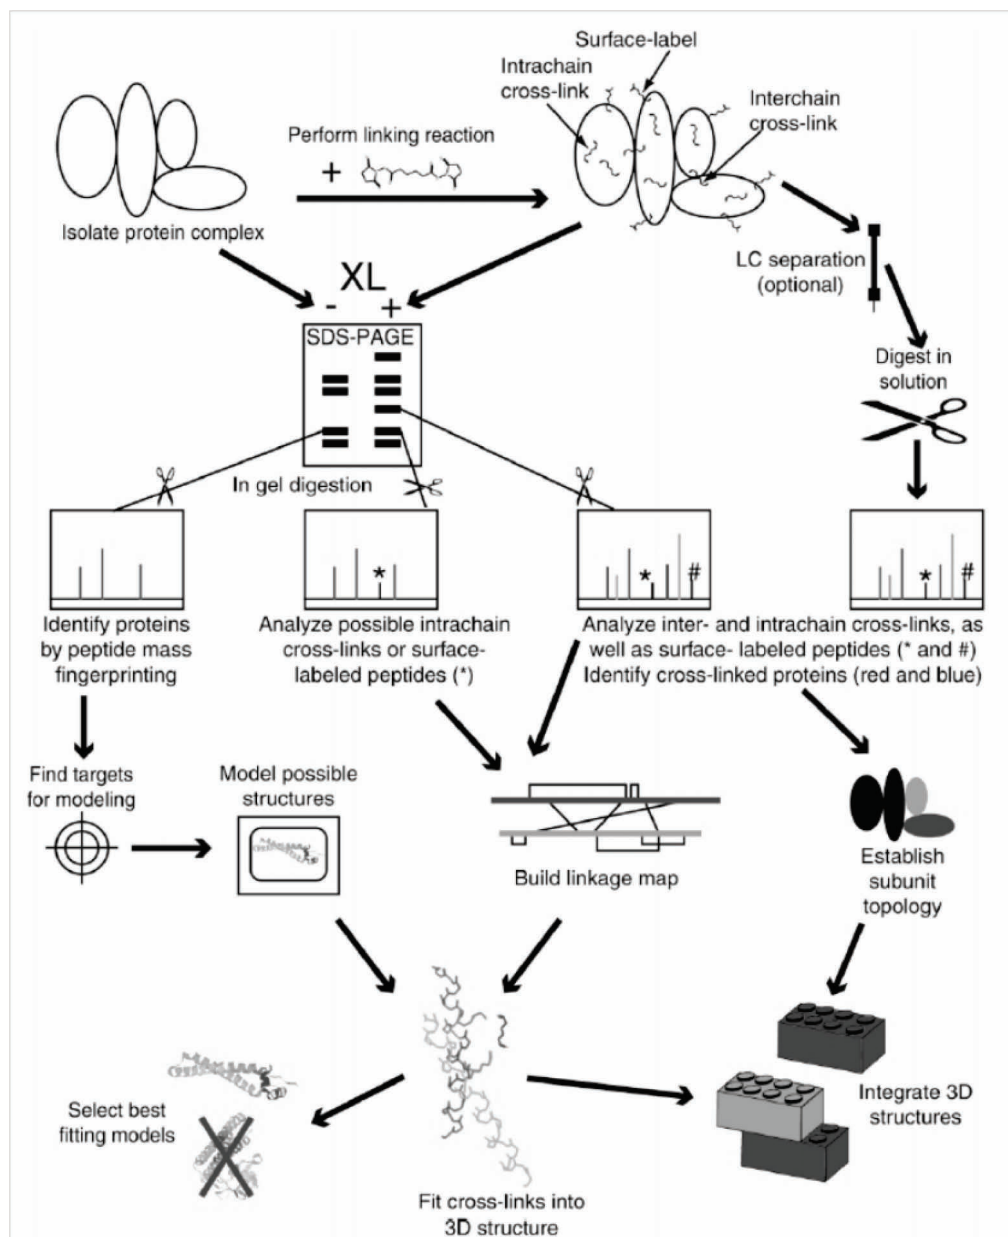 Surface-label
Intrachain
cross-link
Interchain
cross-link
Perform linking reaction
+
Isolate protein complex
LC separation
(optional)
XL
- +
SDS-PAGE
Digest in
solution
In gel digestion
*
* #
* #
Identify proteins
by peptide mass
fingerprinting
Analyze possible intrachain
cross-links or surface-
labeled peptides (*)
Analyze inter- and intrachain cross-links, as
well as surface- labeled peptides (* and #)
Identify cross-linked proteins (red and blue)
Find targets
for modeling
Model possible
structures
Build linkage map
Establish
subunit
topology
Select best
fitting models
Integrate 3D
structures
Fit cross-links into
3D structure